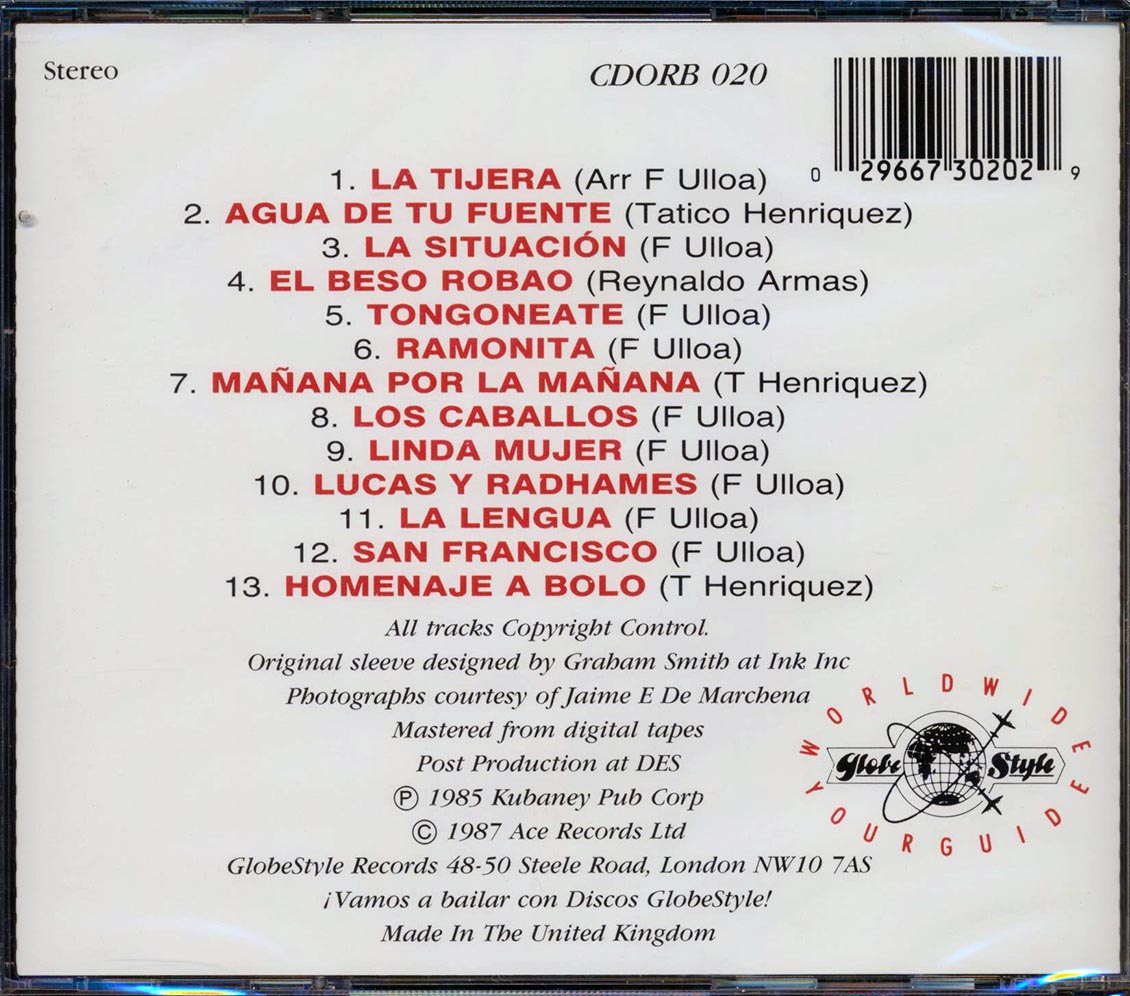 Stereo
CDORB 020
0 29667 30202 9
1. LA TIJERA (Arr F Ulloa)
2. AGUA DE TU FUENTE (Tatico Henriquez)
3. LA SITUACIÓN (F Ulloa)
4. EL BESO ROBAO (Reynaldo Armas)
5. TONGONEATE (F Ulloa)
6. RAMONITA (F Ulloa)
7. MAÑANA POR LA MAÑANA (T Henriquez)
8. LOS CABALLOS (F Ulloa)
9. LINDA MUJER (F Ulloa)
10. LUCAS Y RADHAMES (F Ulloa)
11. LA LENGUA (F Ulloa)
12. SAN FRANCISCO (F Ulloa)
13. HOMENAJE A BOLO (T Henriquez)
All tracks Copyright Control.
Original sleeve designed by Graham Smith at Ink Inc
Photographs courtesy of Jaime E De Marchena
Mastered from digital tapes
Post Production at DES
Ⓟ 1985 Kubaney Pub Corp
© 1987 Ace Records Ltd
GlobeStyle Records 48-50 Steele Road, London NW10 7AS
¡Vamos a bailar con Discos GlobeStyle!
Made In The United Kingdom
WORLDWIDE
Globe Style
YOUR GUIDE